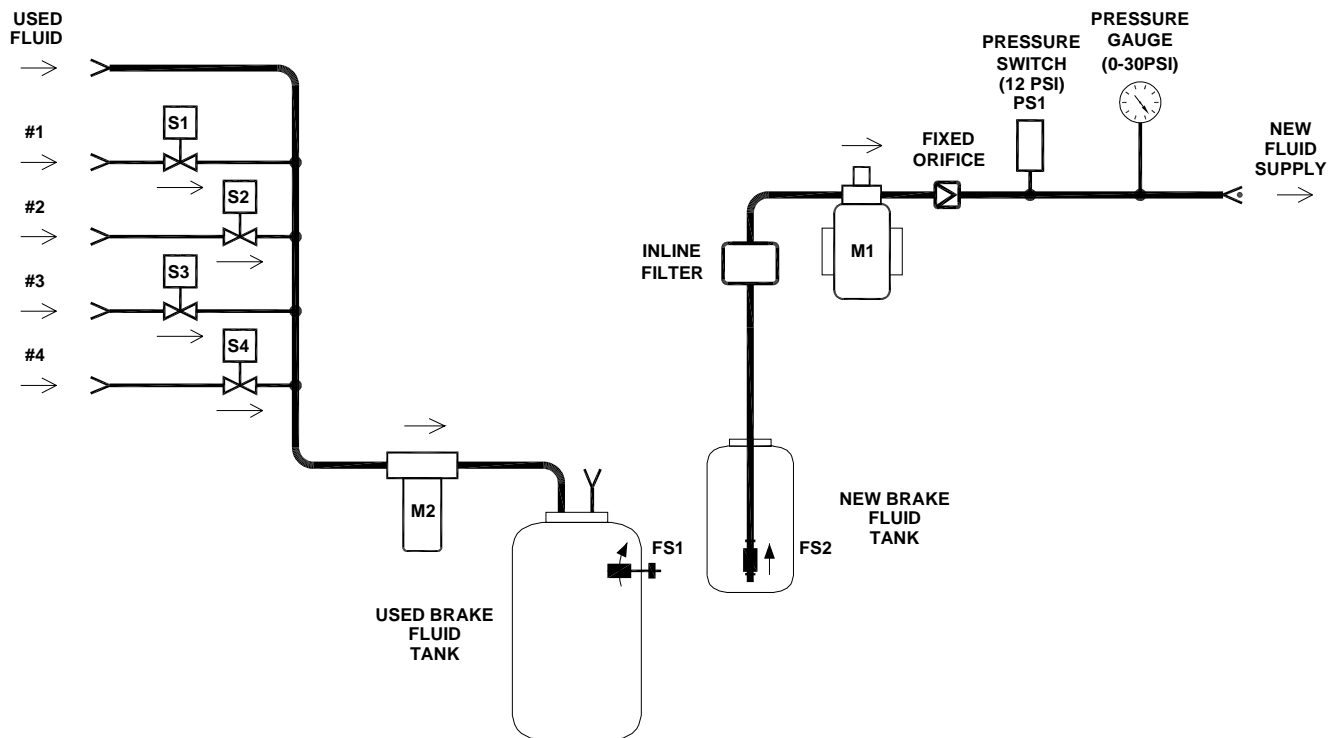 USED
FLUID
#1
S1
#2
S2
#3
S3
#4
S4
M2
FS1
USED BRAKE
FLUID
TANK
INLINE
FILTER
M1
FIXED
ORIFICE
PRESSURE
SWITCH
(12 PSI)
PS1
PRESSURE
GAUGE
(0-30PSI)
NEW
FLUID
SUPPLY
NEW BRAKE
FLUID
TANK
FS2